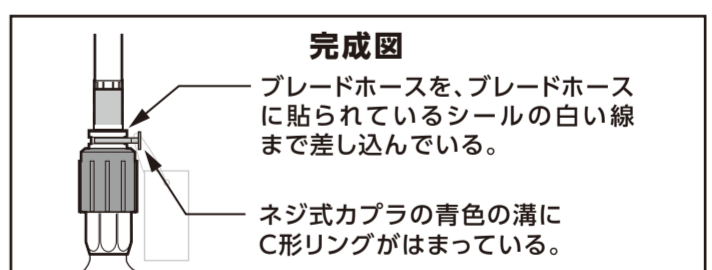 完成図
ブレードホースを、ブレードホース
に貼られているシールの白い線
まで差し込んでいる。
ネジ式カプラの青色の溝に
C形リングがはまっている。